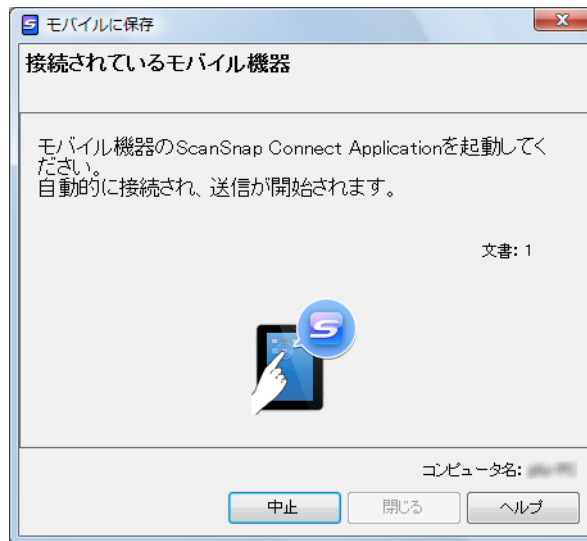 モバイルに保存
接続されているモバイル機器
モバイル機器のScanSnap Connect Applicationを起動してく
ださい。
自動的に接続され、送信が開始されます。
文書: 1
S
コンピュータ名:
中止
閉じる
ヘルプ